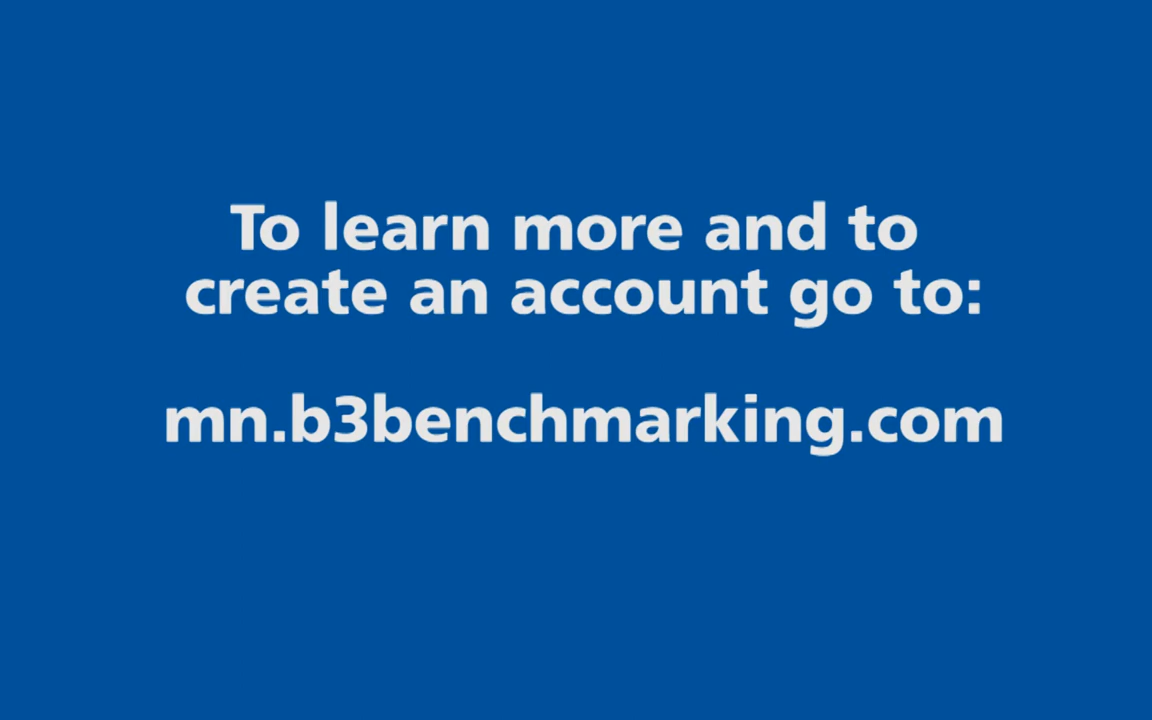 To learn more and to
create an account go to:
mn.b3benchmarking.com